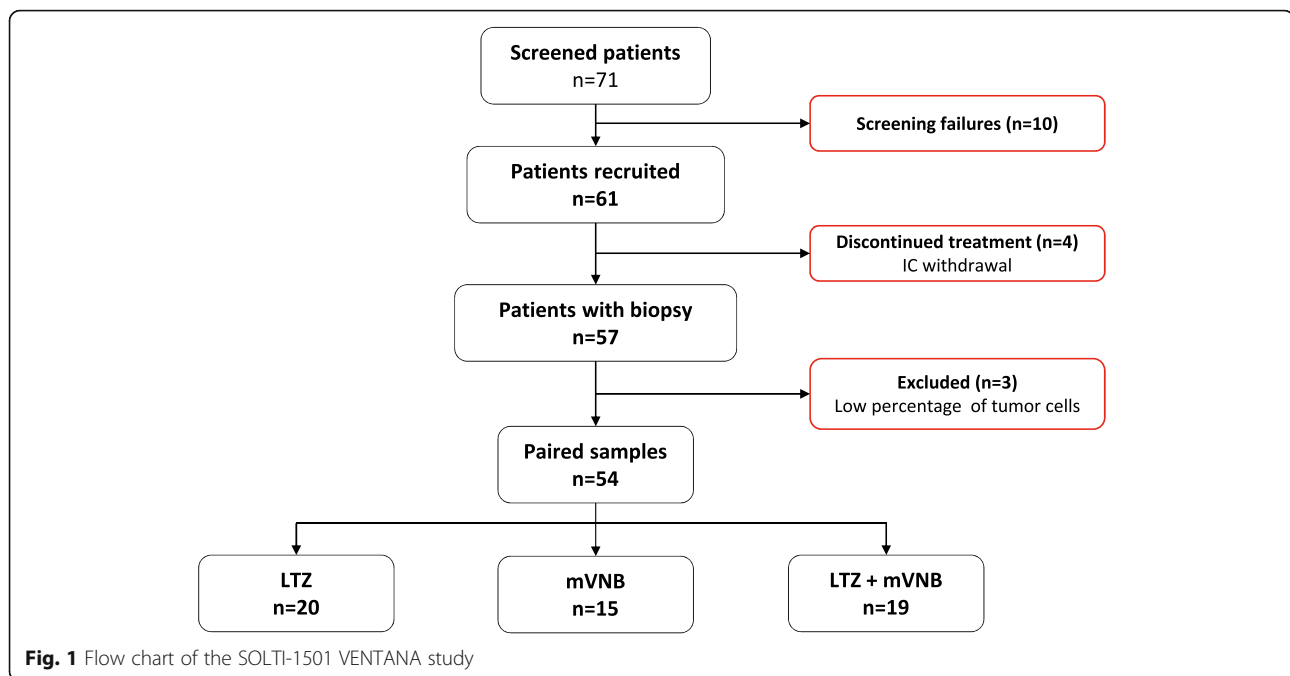 Screened patients
n=71
Screening failures (n=10)
Patients recruited
n=61
Discontinued treatment (n=4)
IC withdrawal
Patients with biopsy
n=57
Excluded (n=3)
Low percentage of tumor cells
Paired samples
n=54
LTZ
n=20
mVNB
n=15
LTZ + mVNB
n=19
Fig. 1 Flow chart of the SOLTI-1501 VENTANA study